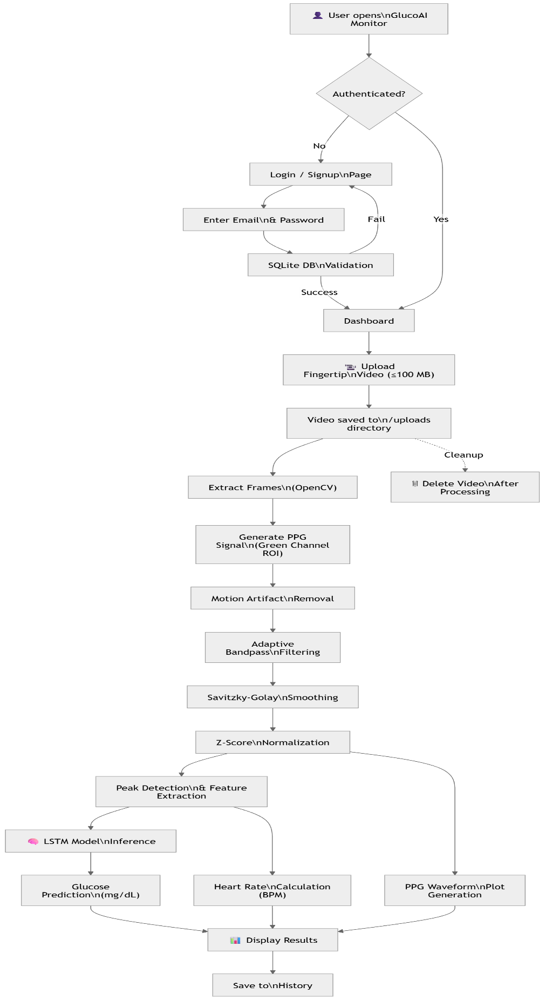 👤 User opens\nGlucoAI
Monitor
Authenticated?
No
Login / Signup\nPage
Enter Email\n& Password
Fail
Yes
SQLite DB\nValidation
Success
Dashboard
📹 Upload
Fingertip\nVideo (≤100 MB)
Video saved to\n/uploads
directory
Cleanup
Extract Frames\n(OpenCV)
🗑 Delete Video\nAfter
Processing
Generate PPG
Signal\n(Green Channel
ROI)
Motion Artifact\nRemoval
Adaptive
Bandpass\nFiltering
Savitzky-Golay\nSmoothing
Z-Score\nNormalization
Peak Detection\n& Feature
Extraction
🧠 LSTM Model\nInference
Glucose
Prediction\n(mg/dL)
Heart Rate\nCalculation
(BPM)
PPG Waveform\nPlot
Generation
📊 Display Results
Save to\nHistory